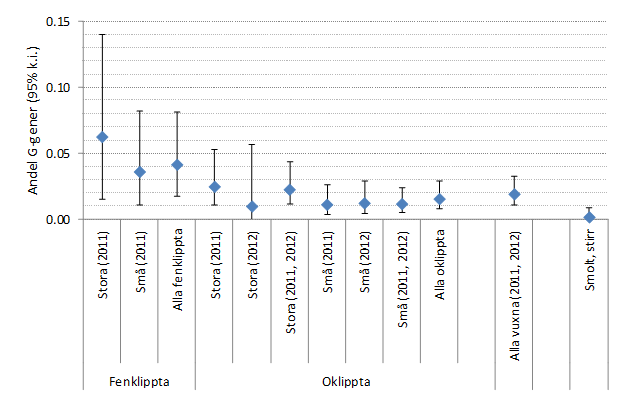 0.15
0.10
0.05
0.00
Andel G-gener (95% k.i.)
Stora (2011)
Små (2011)
Alla fenklippta
Stora (2011)
Stora (2012)
Stora (2011, 2012)
Små (2011)
Små (2012)
Små (2011, 2012)
Alla oklippta
Alla vuxna (2011, 2012)
Smolt, stirr
Fenklippta
Oklippta